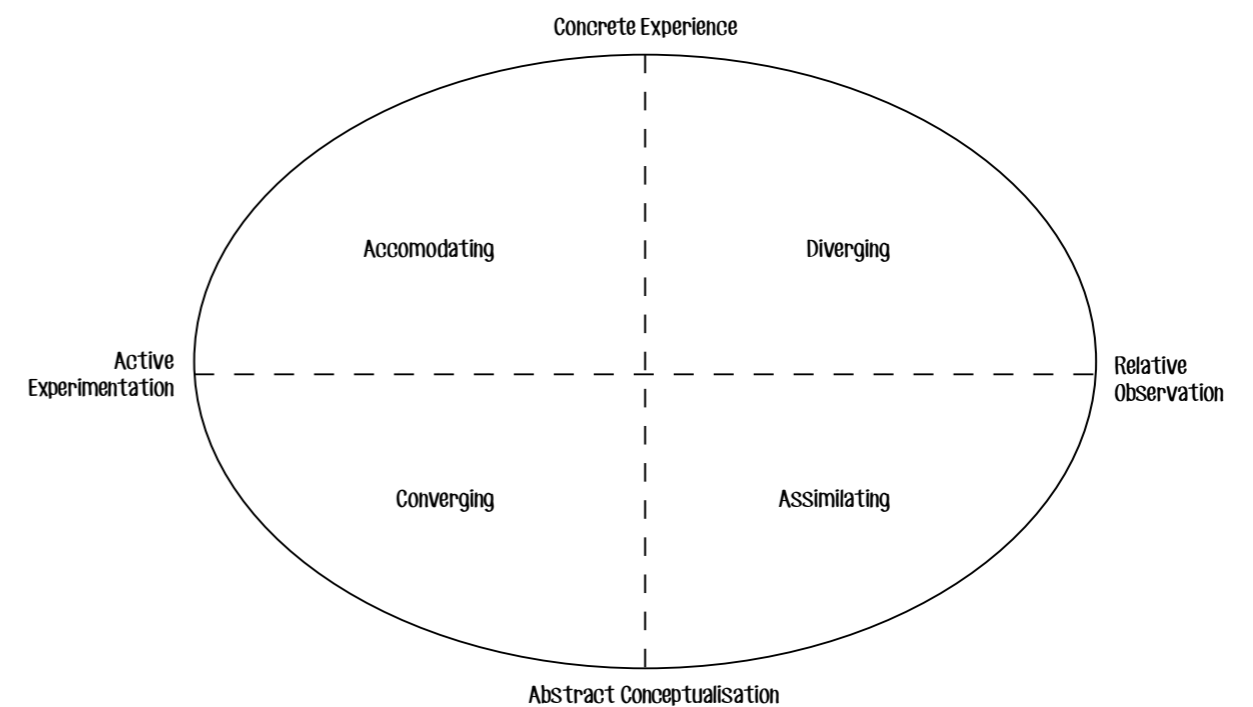 Concrete Experience
Accomodating
Diverging
Active
Experimentation
Relative
Observation
Converging
Assimilating
Abstract Conceptualisation